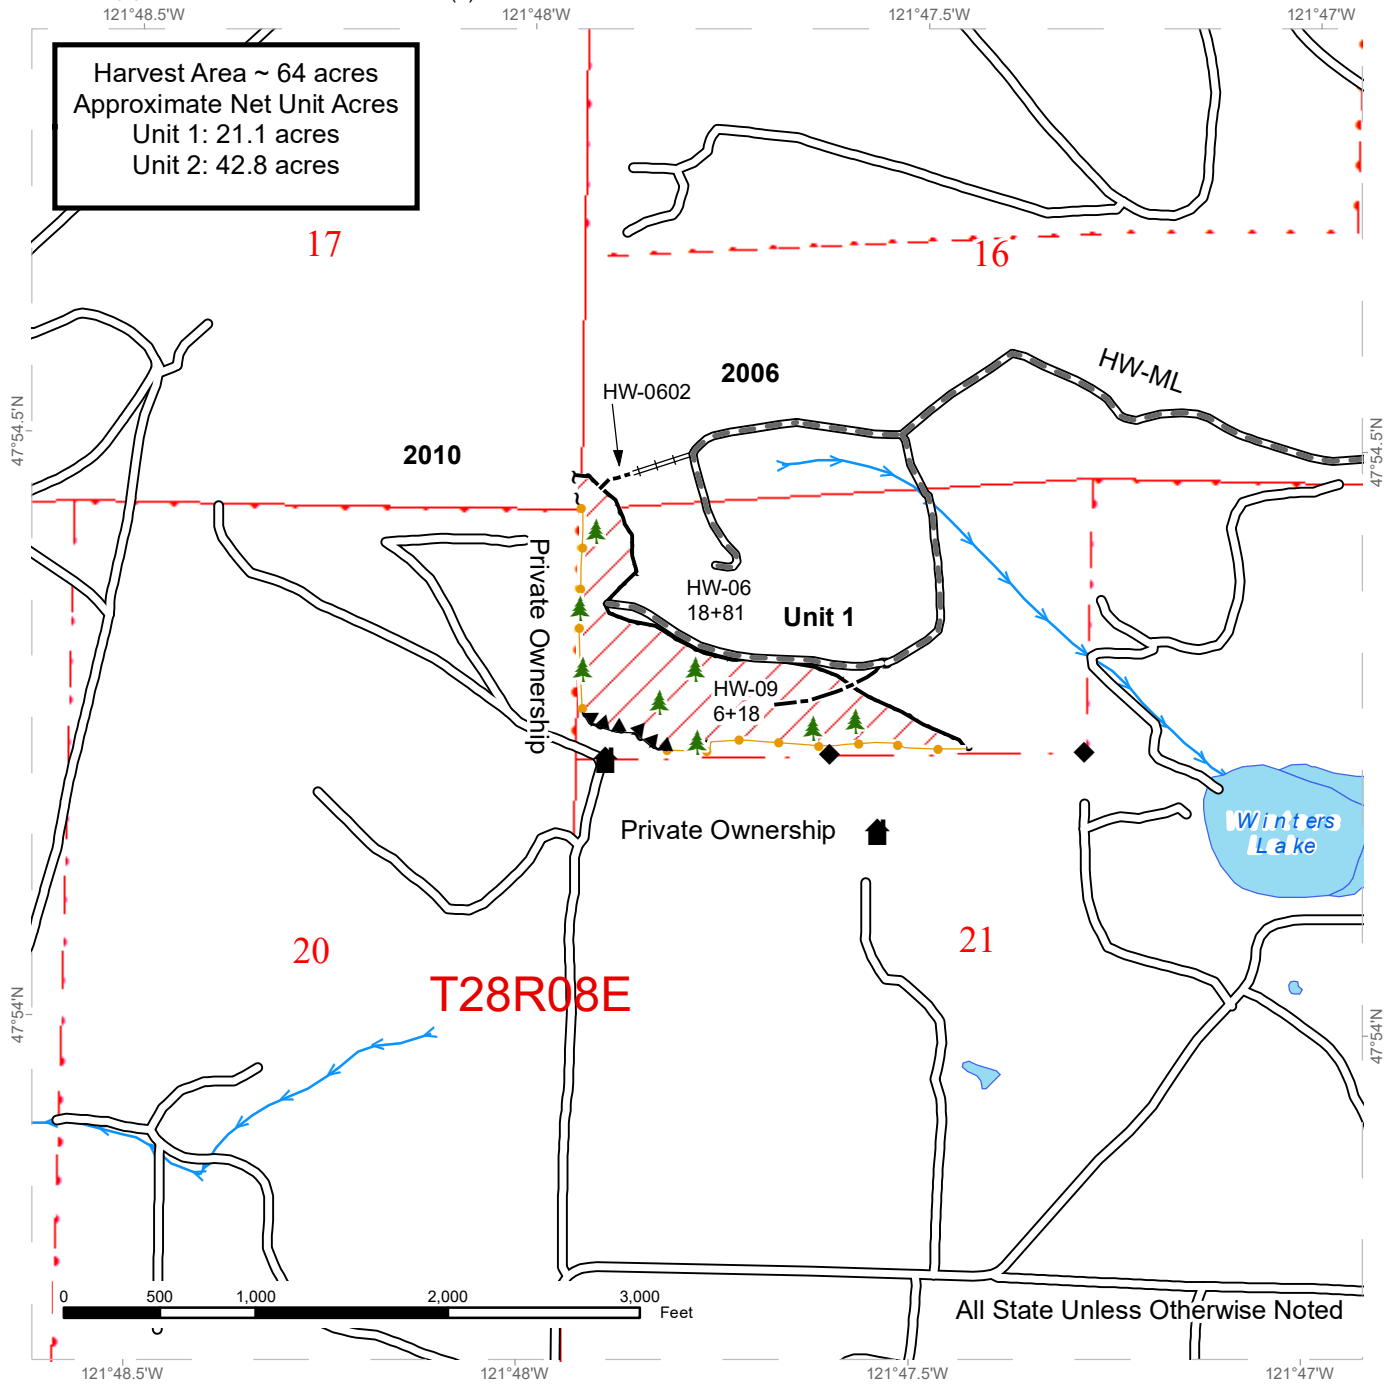 121°48.5'W
121°48'W
121°47.5'W
121°47'W
Harvest Area ~ 64 acres
Approximate Net Unit Acres
Unit 1: 21.1 acres
Unit 2: 42.8 acres
17
16
HW-ML
2006
HW-0602
47°54.5'N
47°54.5'N
2010
Private Ownership
HW-06
18+81
Unit 1
HW-09
6+18
Private Ownership
Winters
Lake
20
21
T28R08E
47°54'N
47°54'N
0
500
1,000
2,000
3,000
Feet
All State Unless Otherwise Noted
121°48.5'W
121°48'W
121°47.5'W
121°47'W